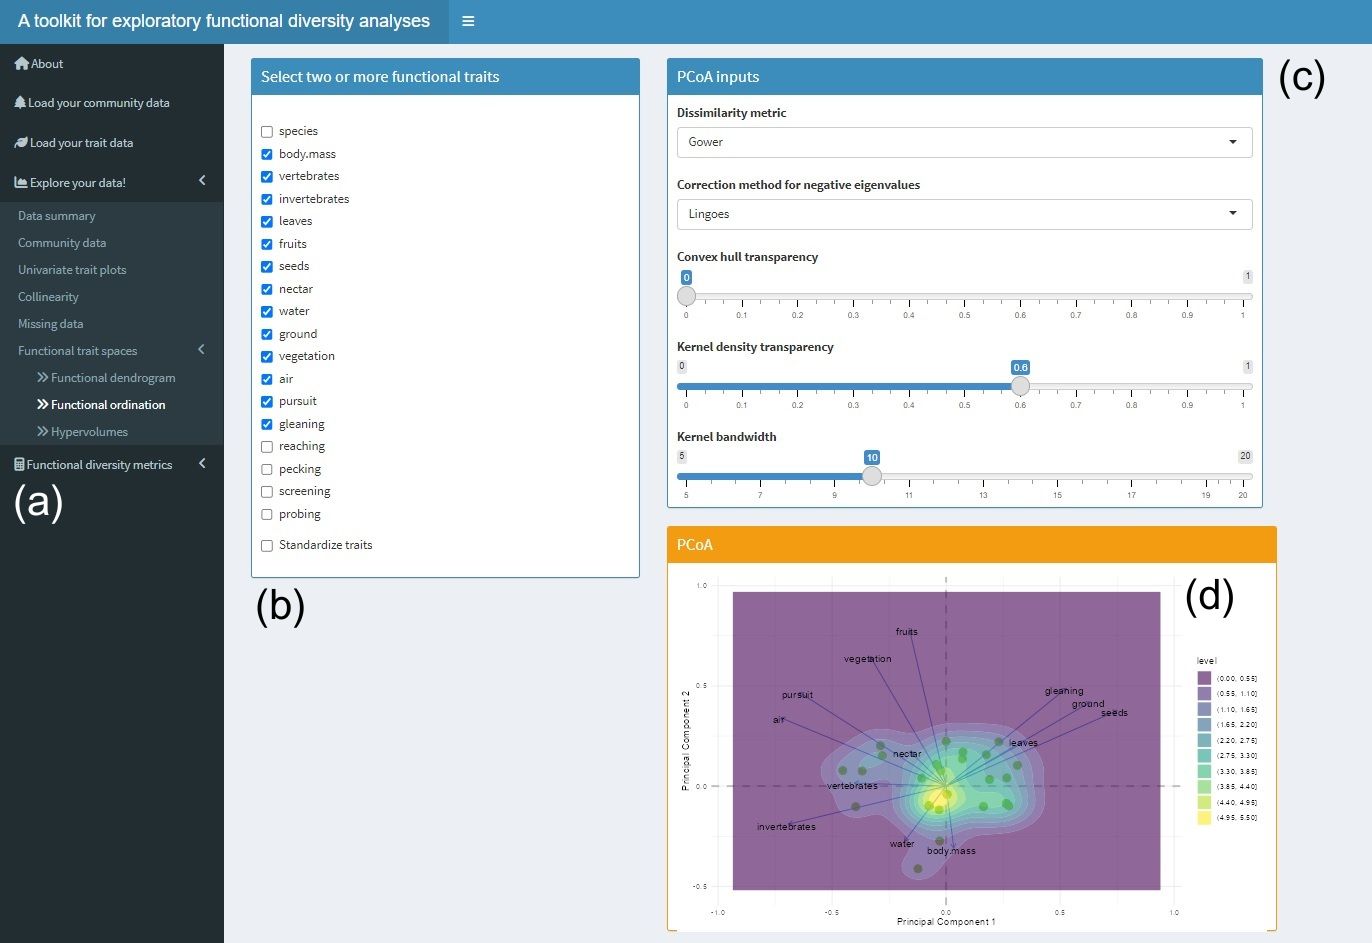 A toolkit for exploratory functional diversity analyses
About
Load your community data
Load your trait data
Explore your data!
Data summary
Community data
Univariate trait plots
Collinearity
Missing data
Functional trait spaces
Functional dendrogram
Functional ordination
Hypervolumes
Functional diversity metrics
(a)
Select two or more functional traits
species
body.mass
vertebrates
invertebrates
leaves
fruits
seeds
nectar
water
ground
vegetation
air
pursuit
gleaning
reaching
pecking
screening
probing
Standardize traits
(b)
PCoA inputs
(c)
Dissimilarity metric
Gower
Correction method for negative eigenvalues
Lingoes
Convex hull transparency
0 1
0 0.1 0.2 0.3 0.4 0.5 0.6 0.7 0.8 0.9 1
Kernel density transparency
0 0.6 1
0 0.1 0.2 0.3 0.4 0.5 0.6 0.7 0.8 0.9 1
Kernel bandwidth
5 10 20
5 7 9 11 13 15 17 19 20
PCoA
(d)
1.0
0.5
0.0
-0.5
Principal Component 2
fruits
vegetation
pursuit
gleaning
ground
air
seeds
leaves
nectar
vertebrates
invertebrates
water
body.mass
-1.0 -0.5 0.0 0.5 1.0
Principal Component 1
level
(0.00, 0.55]
(0.55, 1.10]
(1.10, 1.65]
(1.65, 2.20]
(2.20, 2.75]
(2.75, 3.30]
(3.30, 3.85]
(3.85, 4.40]
(4.40, 4.95]
(4.95, 5.50]